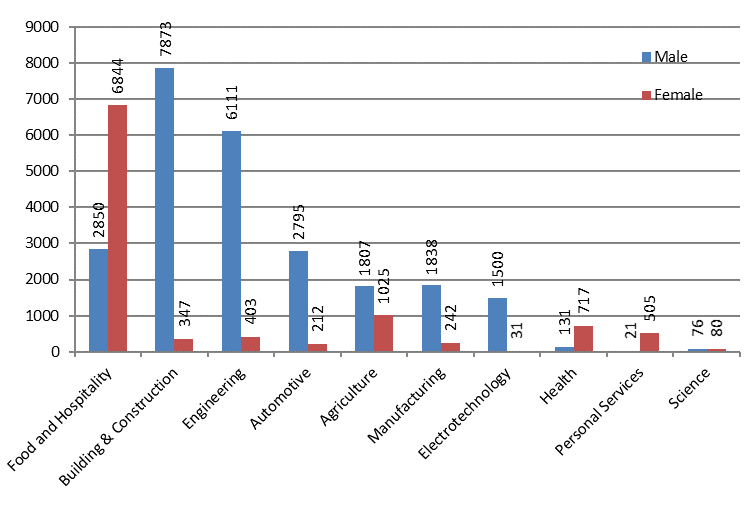 9000
8000
7000
6000
5000
4000
3000
2000
1000
0
2850
6844
7873
347
6111
403
2795
212
1807
1025
1838
242
1500
31
131
717
21
505
76
80
Male
Female
Food and Hospitality
Building & Construction
Engineering
Automotive
Agriculture
Manufacturing
Electrotechnology
Health
Personal Services
Science